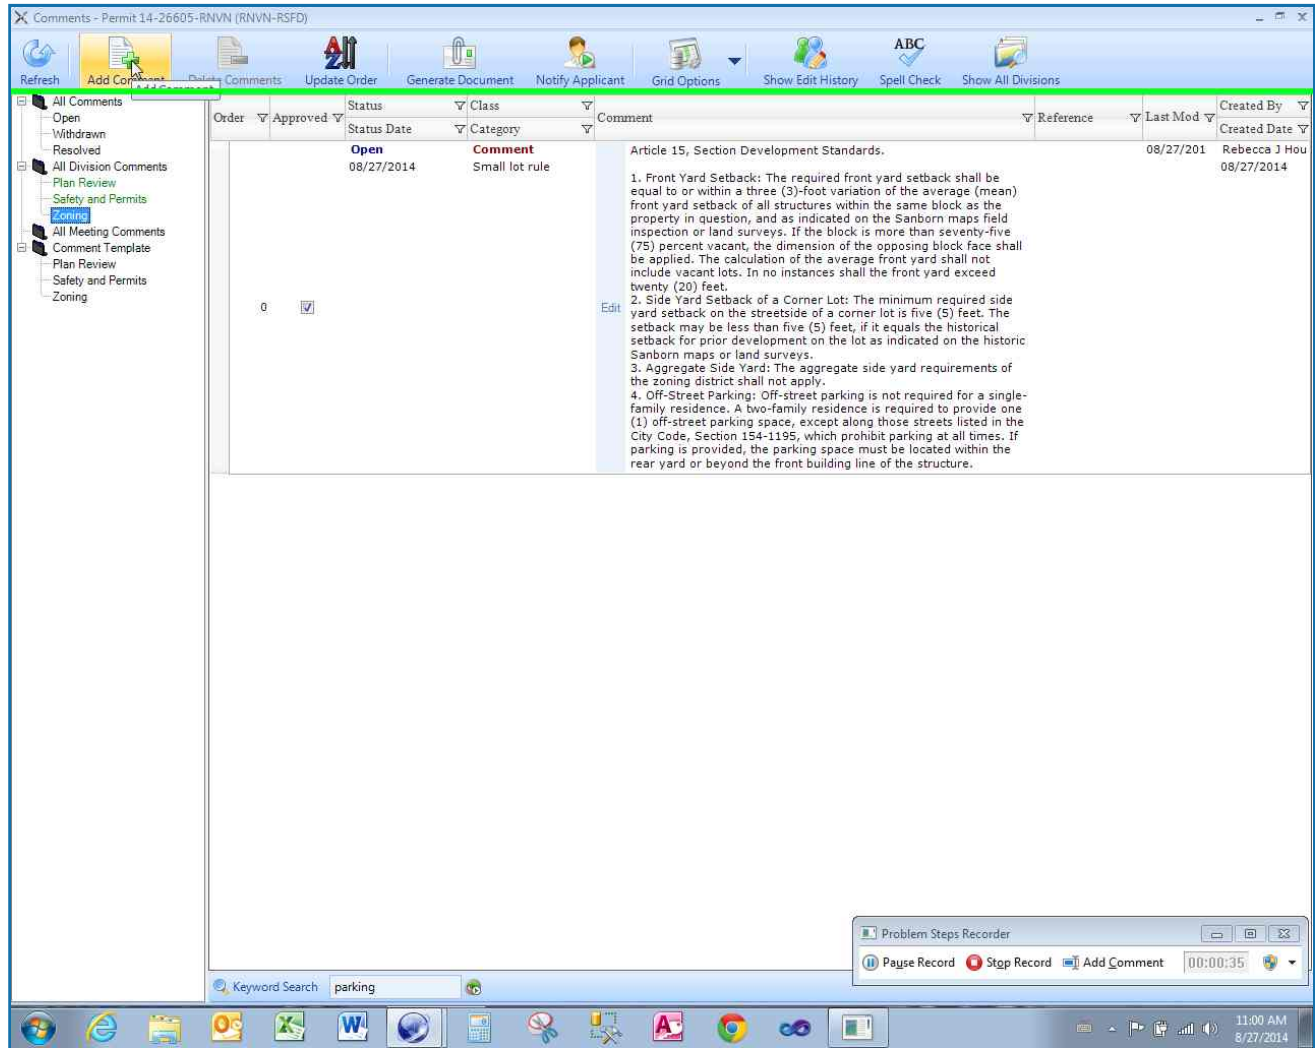 Comments - Permit 14-26605-RNVN (RNVN-RSFD)
Refresh
Add Comment
Comments
Update Order
Generate Document
Notify Applicant
Grid Options
Show Edit History
ABC
Spell Check
Show All Divisions
All Comments
Open
Withdrawn
Resolved
All Division Comments
Plan Review
Safety and Permits
Zoning
All Meeting Comments
Comment Template
Plan Review
Safety and Permits
Zoning
Order
Approved
Status
Status Date
Class
Category
Comment
Reference
Last Mod
Created By
Created Date
0
Open
08/27/2014
Comment
Small lot rule
Edit
Article 15, Section Development Standards.
1. Front Yard Setback: The required front yard setback shall be
equal to or within a three (3)-foot variation of the average (mean)
front yard setback of all structures within the same block as the
property in question, and as indicated on the Sanborn maps field
inspection or land surveys. If the block is more than seventy-five
(75) percent vacant, the dimension of the opposing block face shall
be applied. The calculation of the average front yard shall not
include vacant lots. In no instances shall the front yard exceed
twenty (20) feet.
2. Side Yard Setback of a Corner Lot: The minimum required side
yard setback on the streetside of a corner lot is five (5) feet. The
setback may be less than five (5) feet, if it equals the historical
setback for prior development on the lot as indicated on the historic
Sanborn maps or land surveys.
3. Aggregate Side Yard: The aggregate side yard requirements of
the zoning district shall not apply.
4. Off-Street Parking: Off-street parking is not required for a single-
family residence. A two-family residence is required to provide one
(1) off-street parking space, except along those streets listed in the
City Code, Section 154-1195, which prohibit parking at all times. If
parking is provided, the parking space must be located within the
rear yard or beyond the front building line of the structure.
08/27/201
Rebecca J Hou
08/27/2014
Problem Steps Recorder
Pause Record
Stop Record
Add Comment
00:00:35
Keyword Search
parking
11:00 AM
8/27/2014